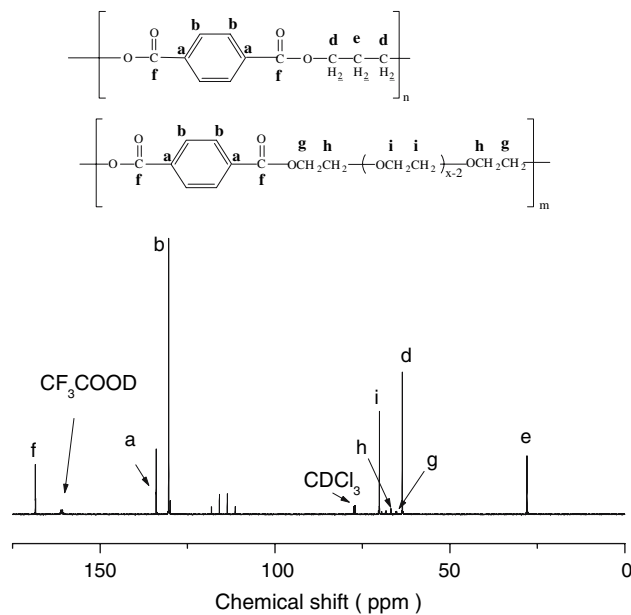 b b
d e d
O O
a a
O C C O C C C
f f
H₂ H₂ H₂
n
b b
O O
g h i i h g
a a
O C C OCH₂CH₂ (OCH₂CH₂) OCH₂CH₂
f f
x-2
m
b
d
CF₃COOD
i
a
h
g
e
f
CDCl₃
150 100 50 0
Chemical shift ( ppm )